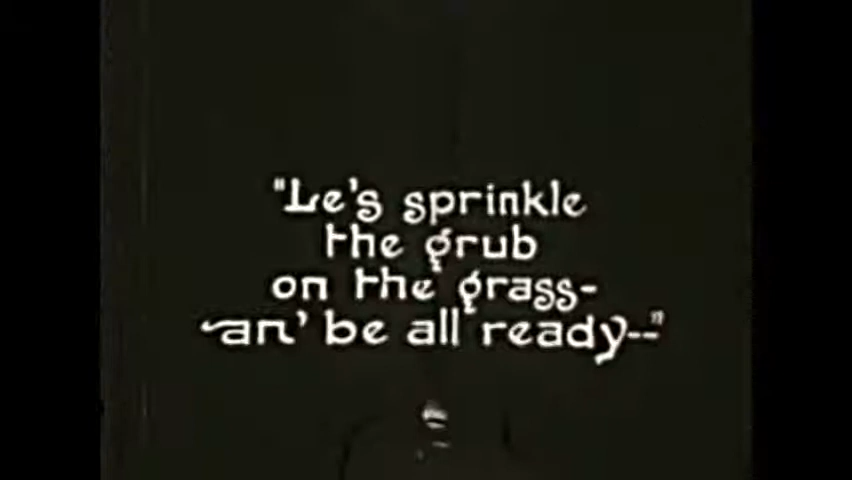 "Le's sprinkle
the grub
on the grass-
an' be all ready--"